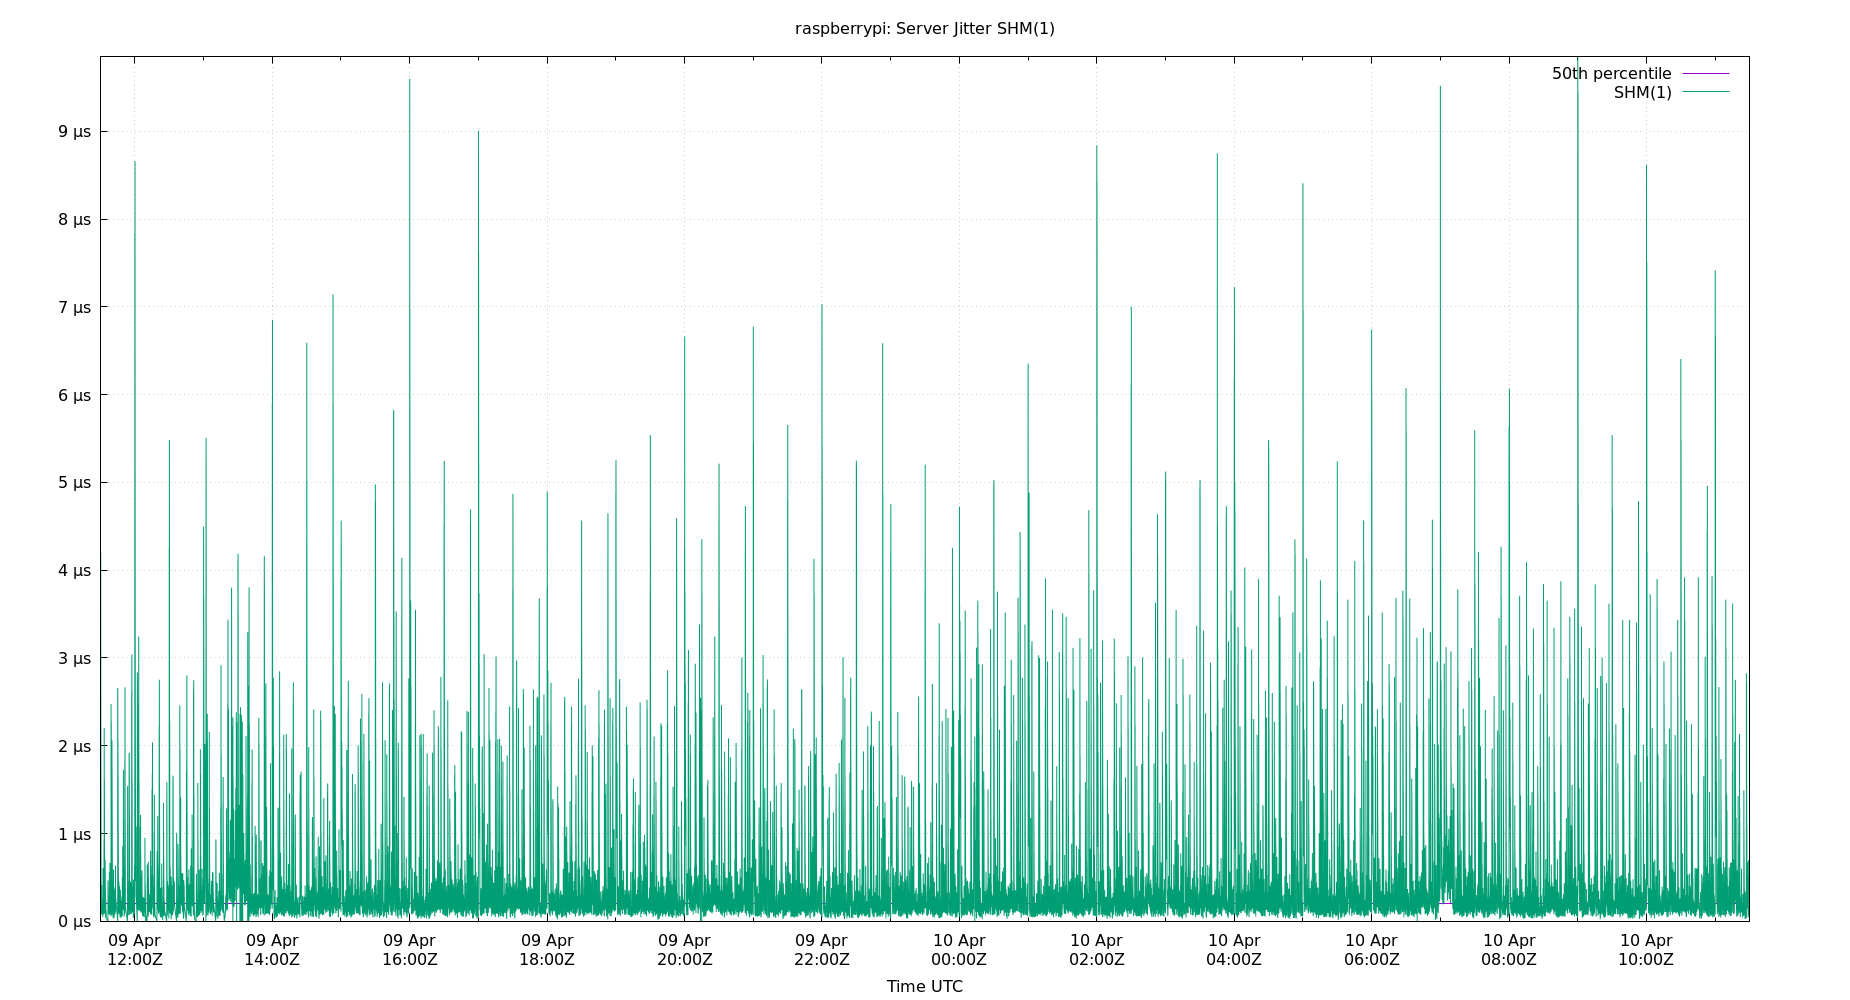 raspberrypi: Server Jitter SHM(1)
50th percentile
SHM(1)
9 µs
8 µs
7 µs
6 µs
5 µs
4 µs
3 µs
2 µs
1 µs
0 µs
09 Apr 09 Apr 09 Apr 09 Apr 09 Apr 09 Apr 10 Apr 10 Apr 10 Apr 10 Apr 10 Apr 10 Apr
12:00Z 14:00Z 16:00Z 18:00Z 20:00Z 22:00Z 00:00Z 02:00Z 04:00Z 06:00Z 08:00Z 10:00Z
Time UTC